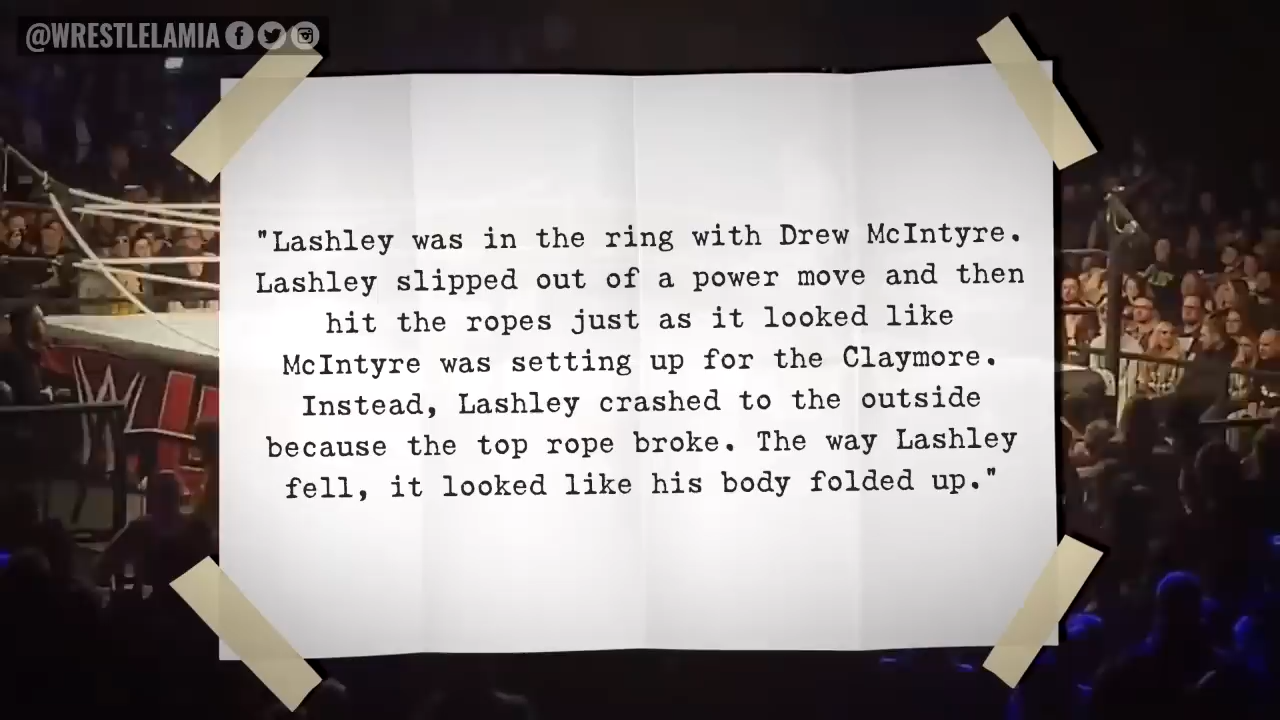 @WRESTLELAMIA
"Lashley was in the ring with Drew McIntyre.
Lashley slipped out of a power move and then
hit the ropes just as it looked like
McIntyre was setting up for the Claymore.
Instead, Lashley crashed to the outside
because the top rope broke. The way Lashley
fell, it looked like his body folded up."